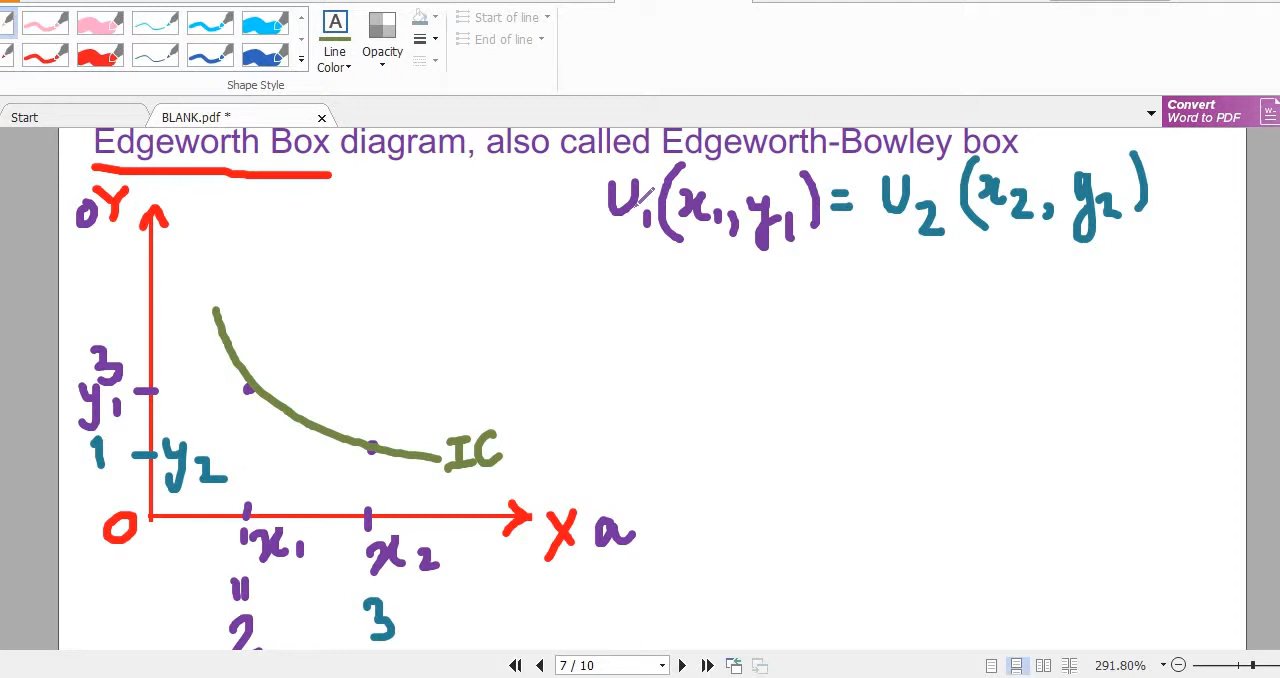 Start of line
End of line
Line Color
Opacity
Shape Style
Start
BLANK.pdf *
Convert
Word to PDF
Edgeworth Box diagram, also called Edgeworth-Bowley box
U₁(x₁, y₁) = U₂(x₂, y₂)
o Y
3
y₁
1
y₂
IC
O
x₁
x₂
X a
=
2
3
7 / 10
291.80%